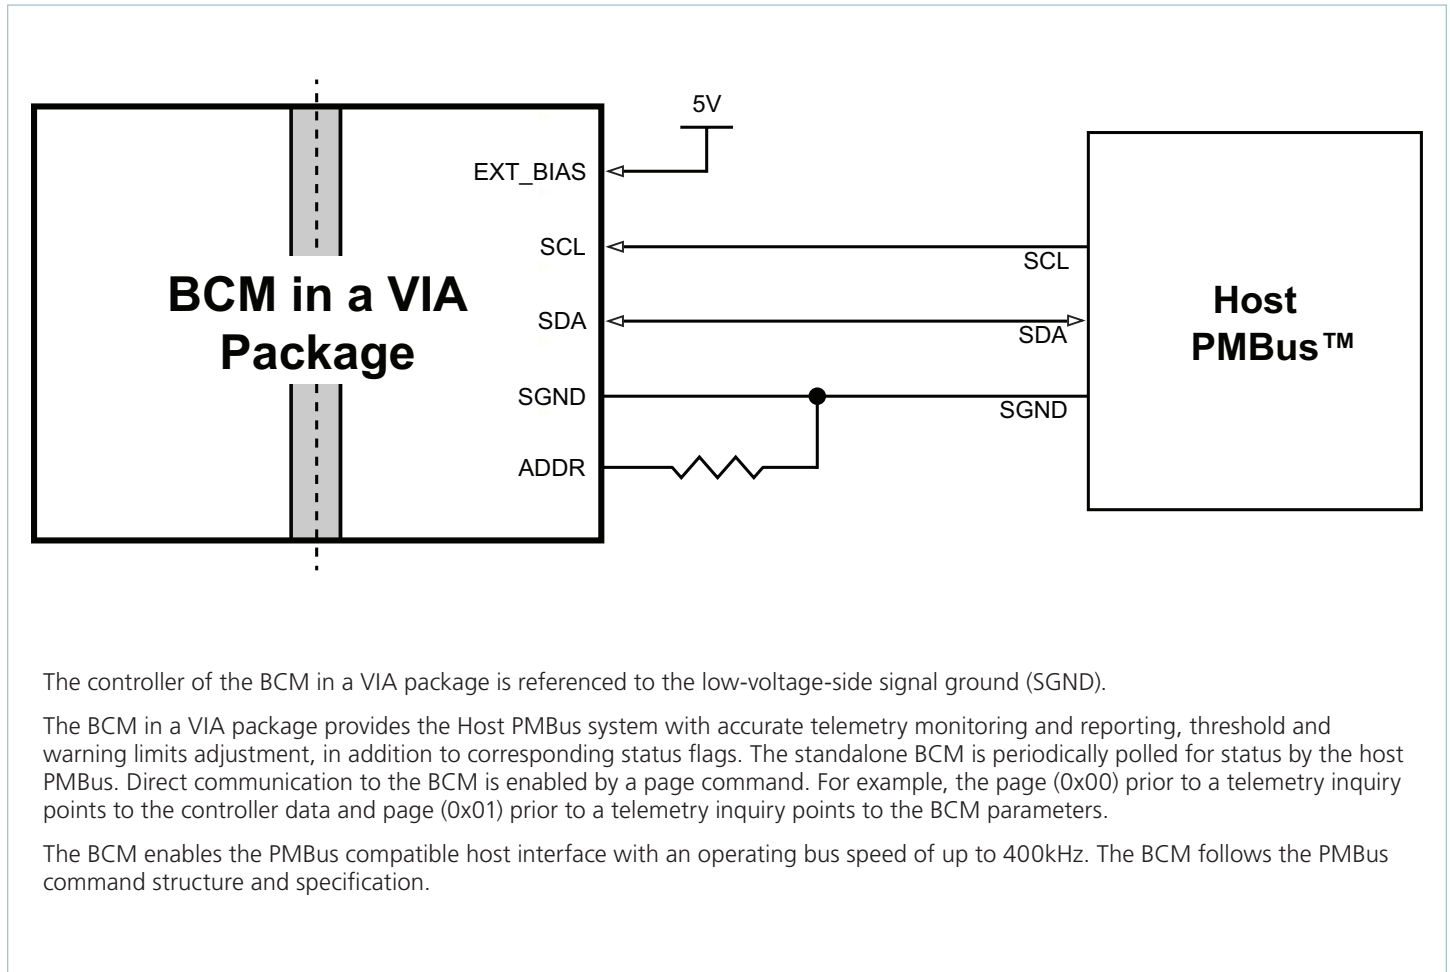 5V
EXT_BIAS
SCL
SCL
BCM in a VIA
Package
Host
PMBus™
SDA
SDA
SGND
SGND
ADDR
The controller of the BCM in a VIA package is referenced to the low-voltage-side signal ground (SGND).
The BCM in a VIA package provides the Host PMBus system with accurate telemetry monitoring and reporting, threshold and
warning limits adjustment, in addition to corresponding status flags. The standalone BCM is periodically polled for status by the host
PMBus. Direct communication to the BCM is enabled by a page command. For example, the page (0x00) prior to a telemetry inquiry
points to the controller data and page (0x01) prior to a telemetry inquiry points to the BCM parameters.
The BCM enables the PMBus compatible host interface with an operating bus speed of up to 400kHz. The BCM follows the PMBus
command structure and specification.